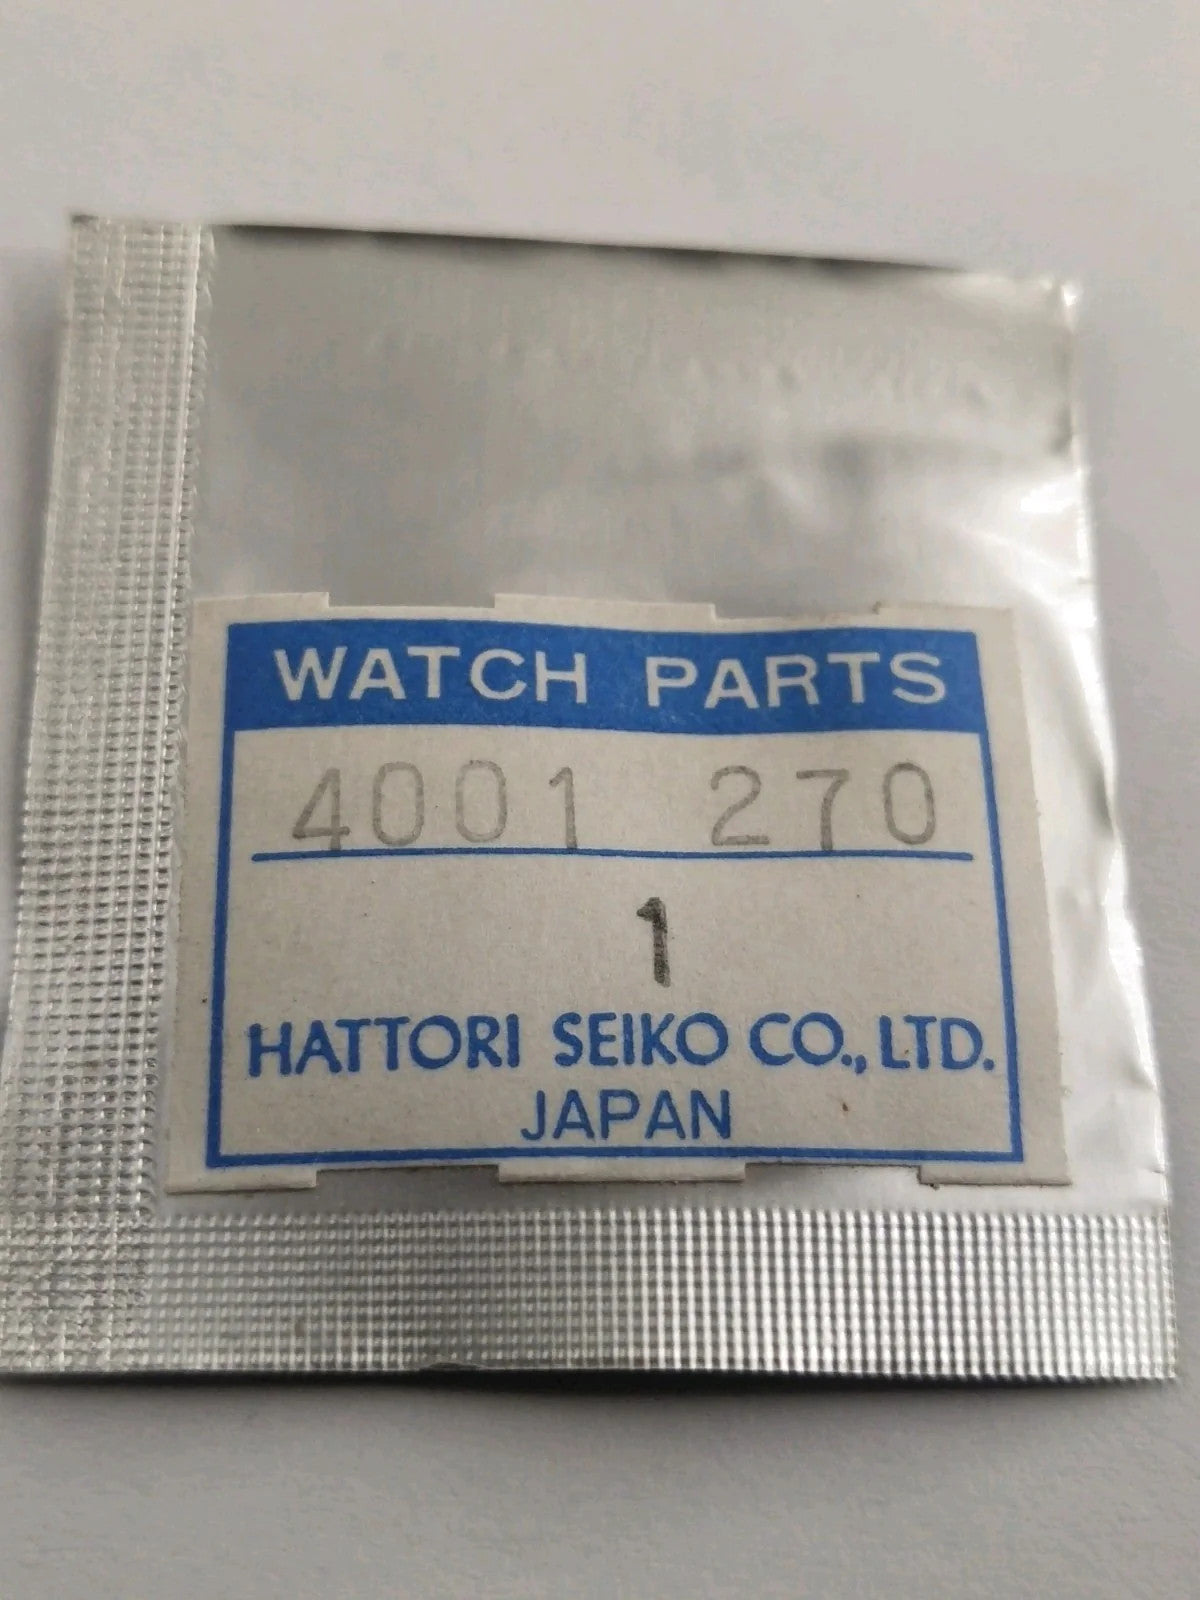 WATCH PARTS
4001 270
1
HATTORI SEIKO CO., LTD.
JAPAN